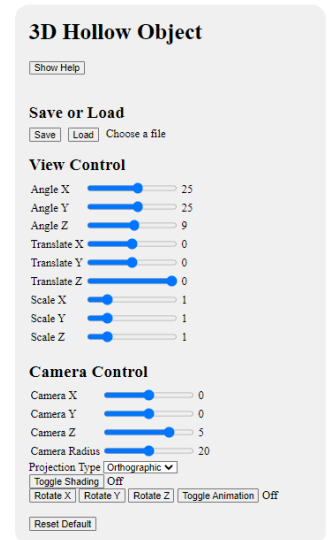 3D Hollow Object
Show Help
Save or Load
Save Load Choose a file
View Control
Angle X 25
Angle Y 25
Angle Z 9
Translate X 0
Translate Y 0
Translate Z 0
Scale X 1
Scale Y 1
Scale Z 1
Camera Control
Camera X 0
Camera Y 0
Camera Z 5
Camera Radius 20
Projection Type Orthographic
Toggle Shading Off
Rotate X Rotate Y Rotate Z Toggle Animation Off
Reset Default